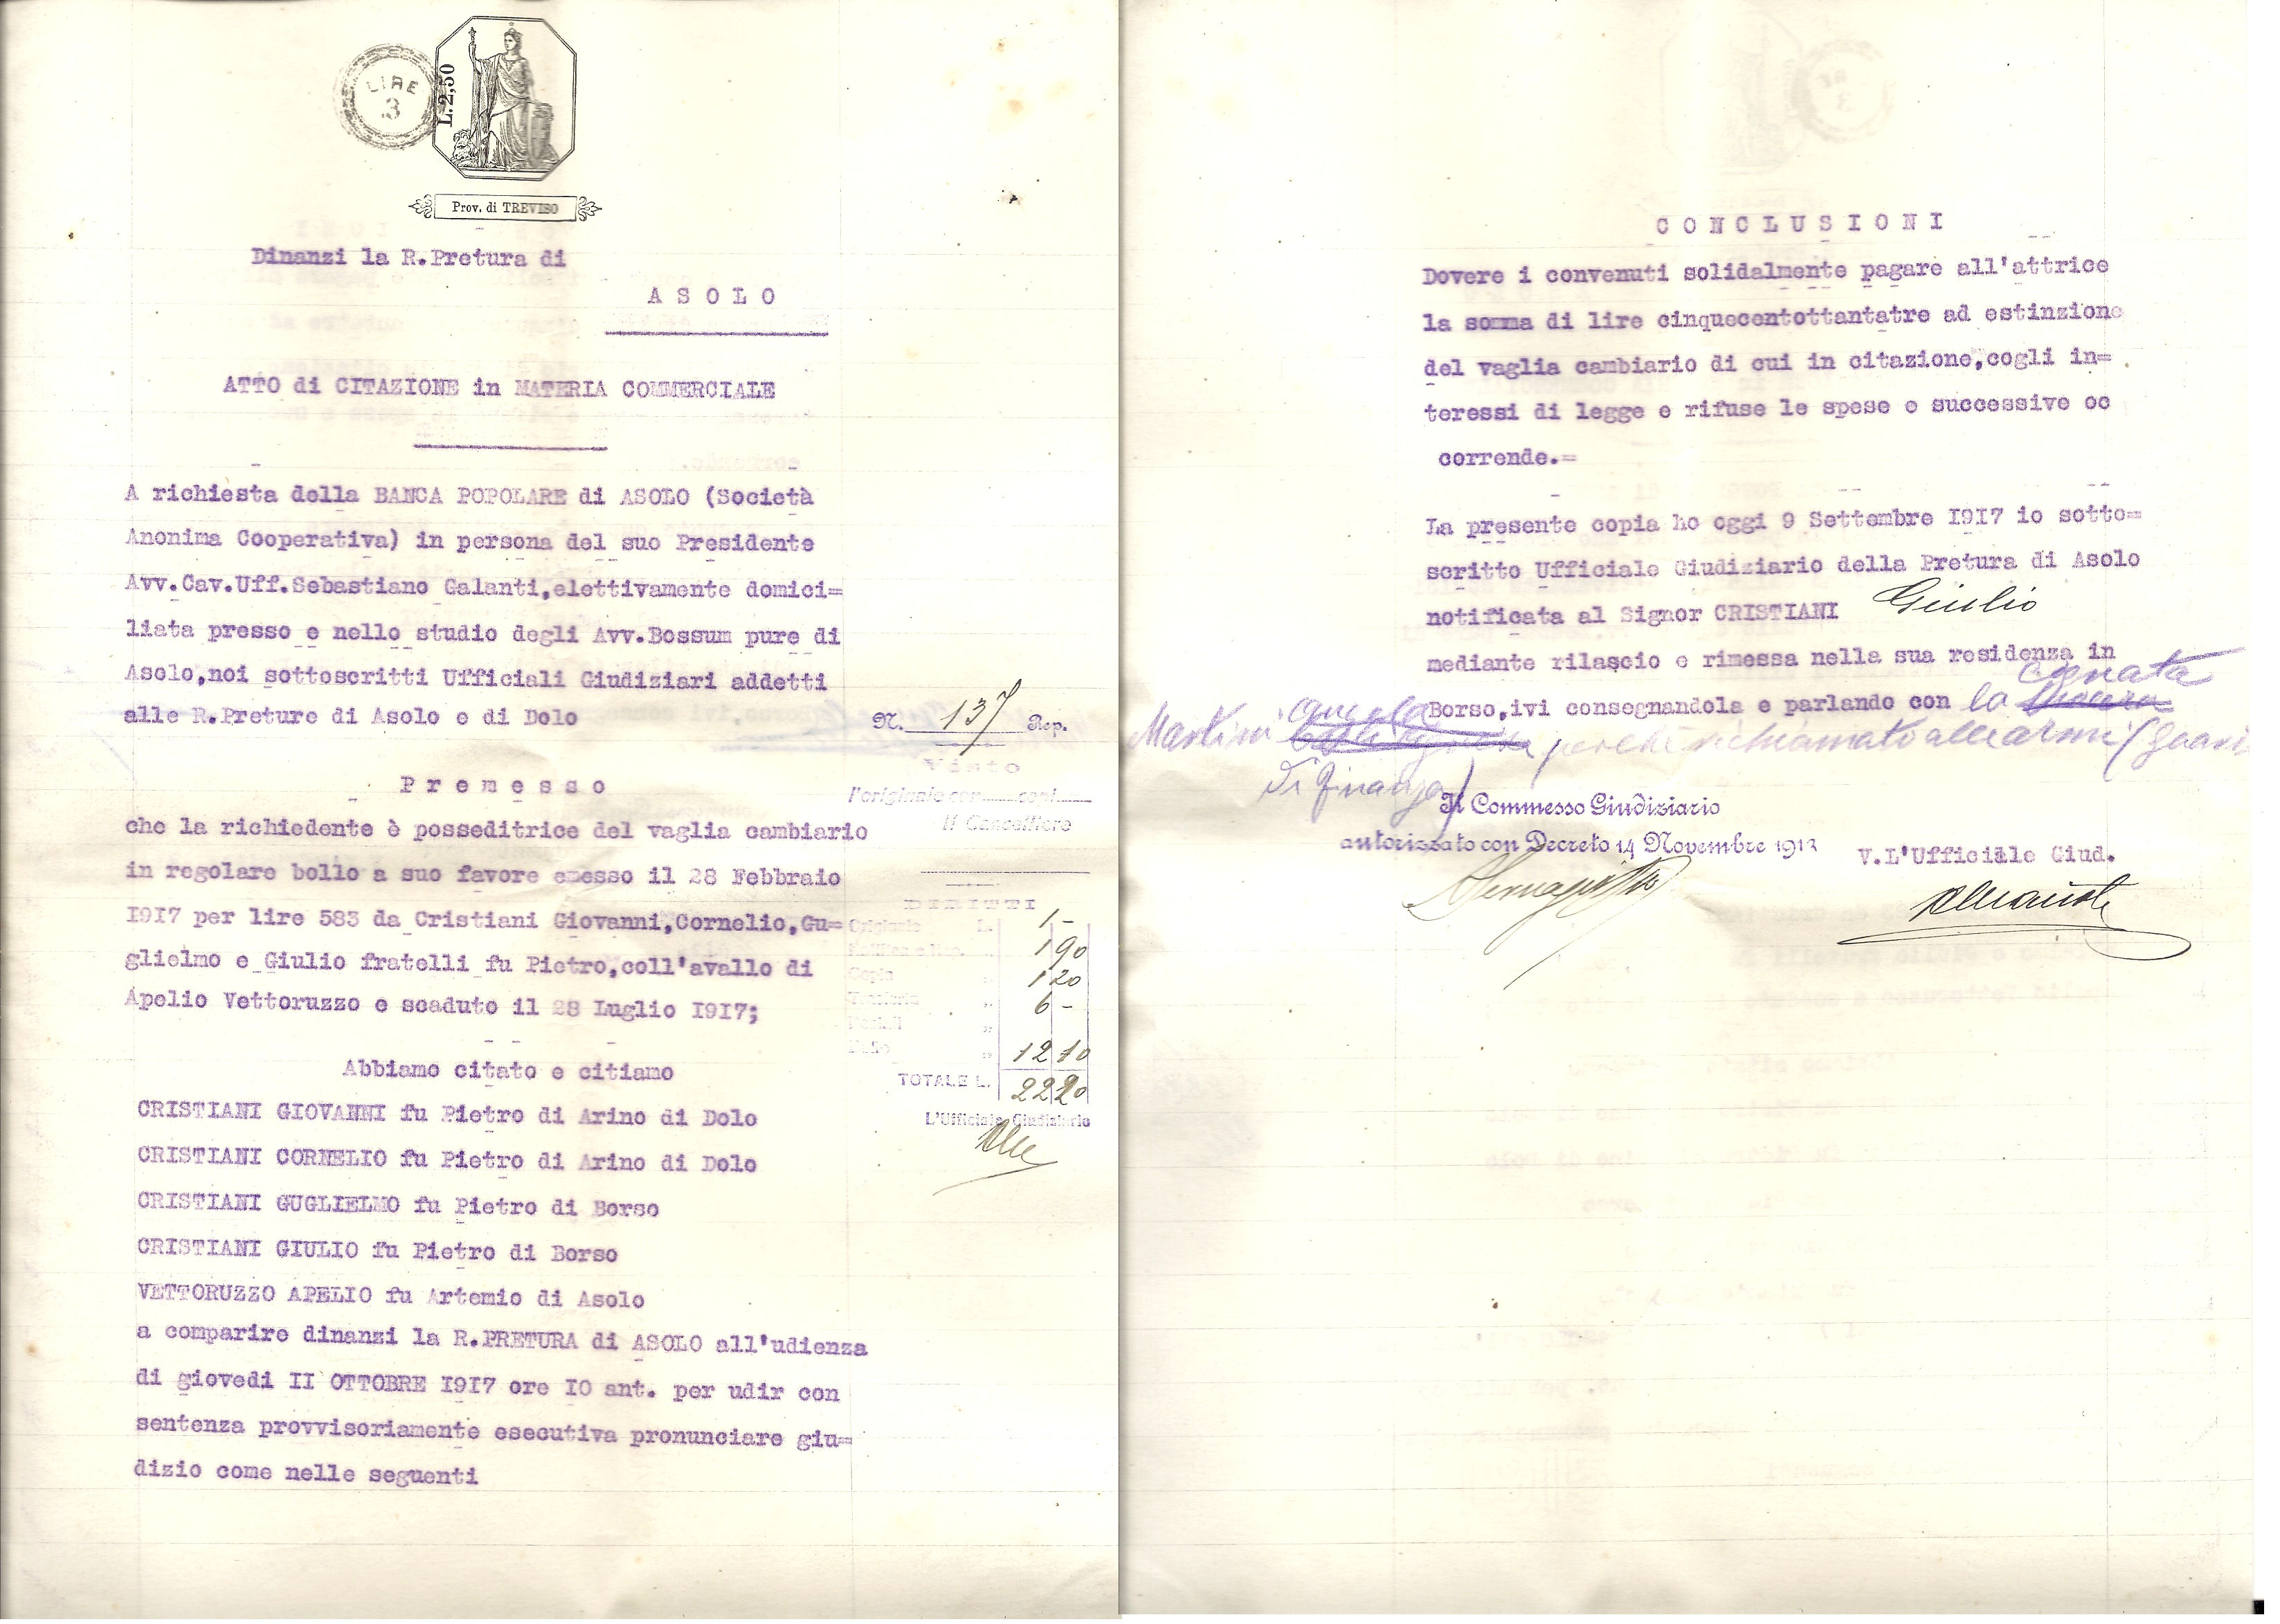 LIRE
3
L.2,50
Prov. di TREVISO
Dinanzi la R.Pretura di
A S O L O
ATTO di CITAZIONE in MATERIA COMMERCIALE
A richiesta della BANCA POPOLARE di ASOLO (Società
Anonima Cooperativa) in persona del suo Presidente
Avv.Cav.Uff.Sebastiano Galanti,elettivamente domici=
liata presso e nello studio degli Avv.Bossum pure di
Asolo,noi sottoscritti Ufficiali Giudiziari addetti
alle R.Preture di Asolo e di Dolo
N. 137 Rep.
Visto
l'originale con copi
Il Cancelliere
P r e m e s s o
che la richiedente è posseditrice del vaglia cambiario
in regolare bollo a suo favore emesso il 28 Febbraio
I9I7 per lire 583 da Cristiani Giovanni,Cornelio,Gu=
glielmo e Giulio fratelli fu Pietro,coll'avallo di
Apelio Vettoruzzo e scaduto il 28 Luglio I9I7;
DIRITTI
Originale L. 1 -
1 90
Copia " 1 20
Trasferta " 6 -
"
" 12 10
TOTALE L. 22 20
L'Ufficiale Giudiziario
Abbiamo citato e citiamo
CRISTIANI GIOVANNI fu Pietro di Arino di Dolo
CRISTIANI CORNELIO fu Pietro di Arino di Dolo
CRISTIANI GUGLIELMO fu Pietro di Borso
CRISTIANI GIULIO fu Pietro di Borso
VETTORUZZO APELIO fu Artemio di Asolo
a comparire dinanzi la R.PRETURA di ASOLO all'udienza
di giovedi II OTTOBRE I9I7 ore IO ant. per udir con
sentenza provvisoriamente esecutiva pronunciare giu=
dizio come nelle seguenti
C O N C L U S I O N I
Dovere i convenuti solidalmente pagare all'attrice
la somma di lire cinquecentottantatre ad estinzione
del vaglia cambiario di cui in citazione,cogli in=
teressi di legge e rifuse le spese e successive oc
corrende.=
La presente copia ho oggi 9 Settembre I9I7 io sotto=
scritto Ufficiale Giudiziario della Pretura di Asolo
notificata al Signor CRISTIANI Giulio
mediante rilascio e rimessa nella sua residenza in
Borso,ivi consegnandola e parlando con la cognata
Martini perchè richiamato alle armi (Guardi
di finanza)
Il Commesso Giudiziario
autorizzato con Decreto 14 Novembre 1913
V.L'Ufficiale Giud.